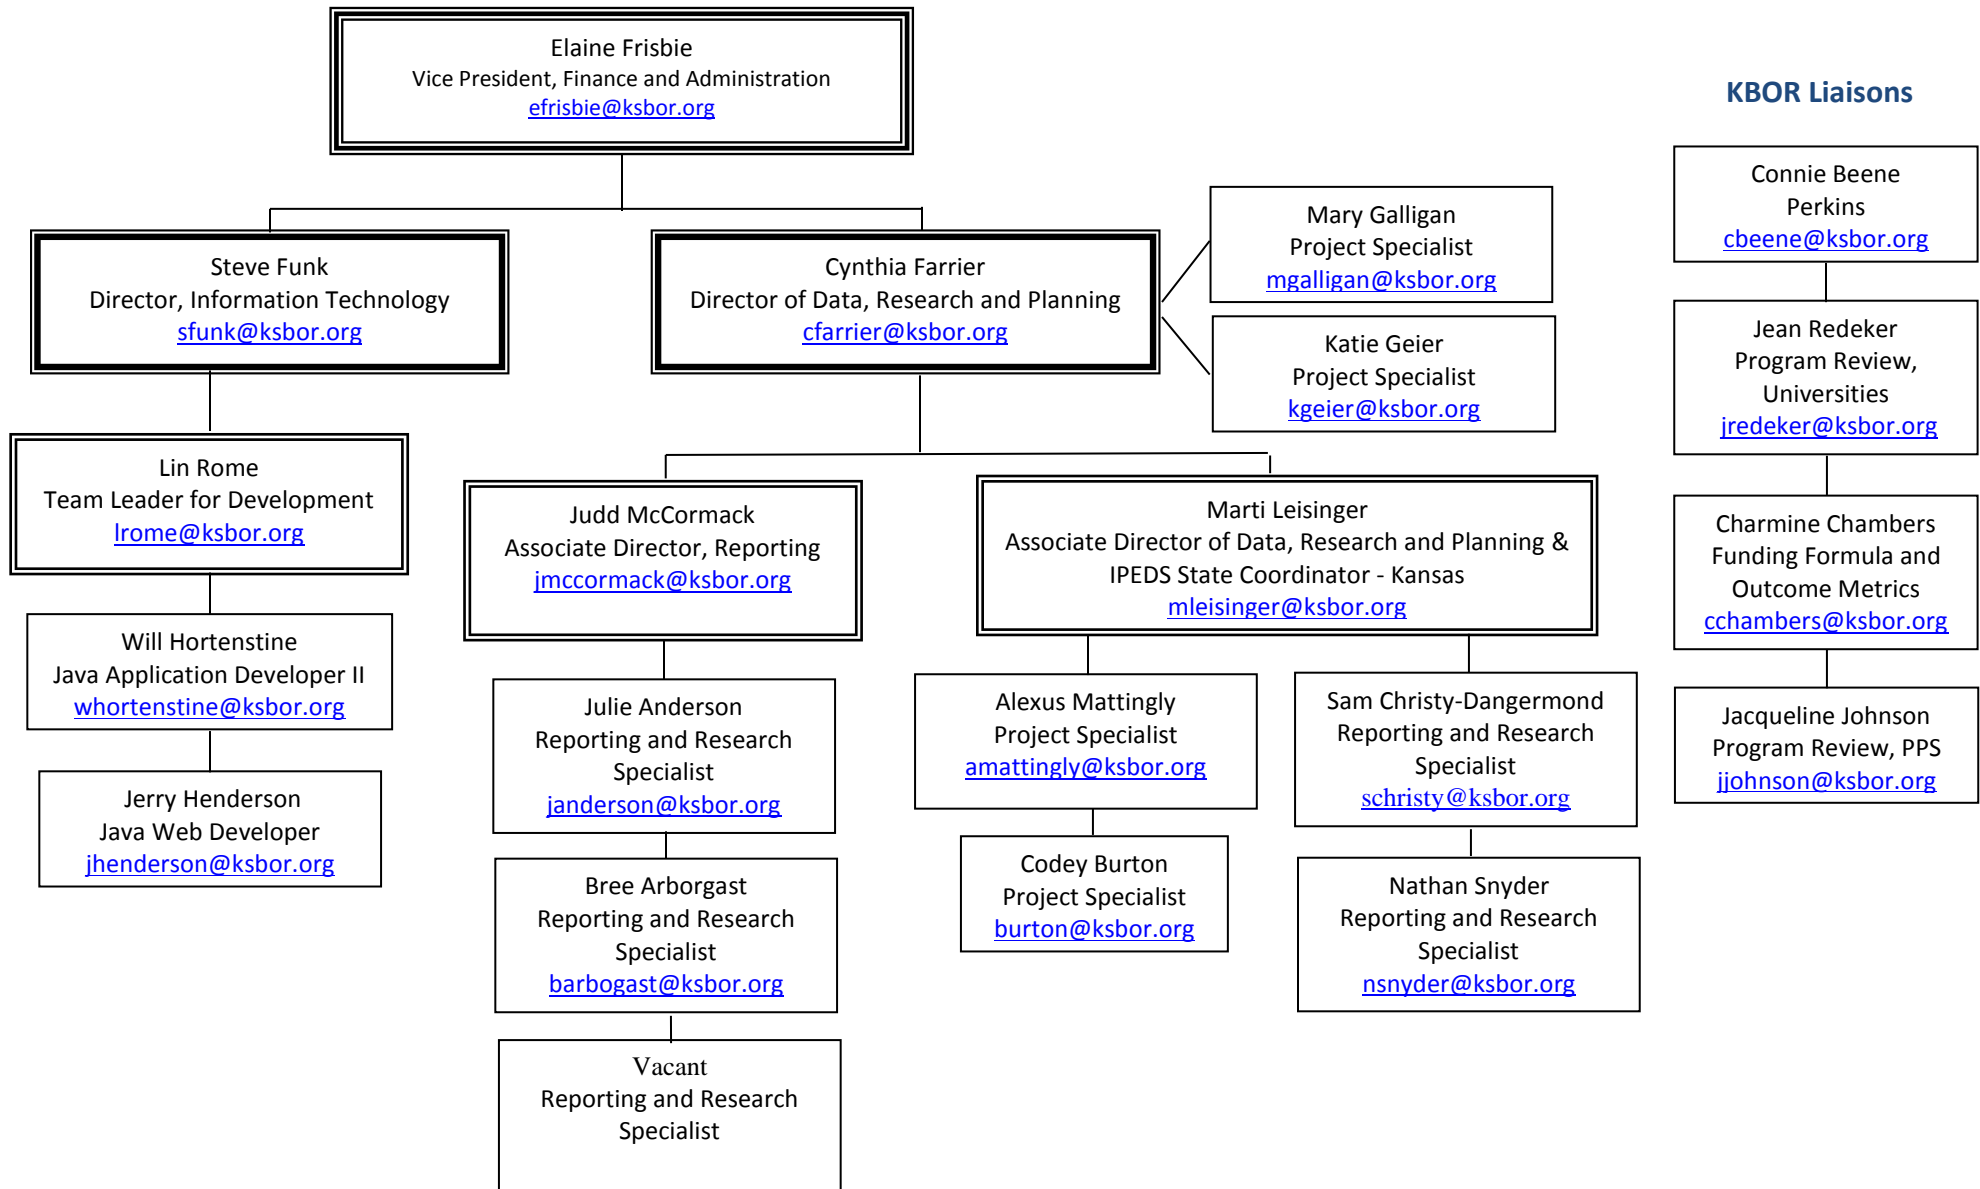 Elaine Frisbie
Vice President, Finance and Administration
efrisbie@ksbor.org
KBOR Liaisons
Steve Funk
Director, Information Technology
sfunk@ksbor.org
Cynthia Farrier
Director of Data, Research and Planning
cfarrier@ksbor.org
Mary Galligan
Project Specialist
mgalligan@ksbor.org
Katie Geier
Project Specialist
kgeier@ksbor.org
Lin Rome
Team Leader for Development
lrome@ksbor.org
Will Hortenstine
Java Application Developer II
whortenstine@ksbor.org
Jerry Henderson
Java Web Developer
jhenderson@ksbor.org
Judd McCormack
Associate Director, Reporting
jmccormack@ksbor.org
Julie Anderson
Reporting and Research
Specialist
janderson@ksbor.org
Bree Arborgast
Reporting and Research
Specialist
barbogast@ksbor.org
Vacant
Reporting and Research
Specialist
Marti Leisinger
Associate Director of Data, Research and Planning &
IPEDS State Coordinator - Kansas
mleisinger@ksbor.org
Alexus Mattingly
Project Specialist
amattingly@ksbor.org
Codey Burton
Project Specialist
burton@ksbor.org
Sam Christy-Dangermond
Reporting and Research
Specialist
schristy@ksbor.org
Nathan Snyder
Reporting and Research
Specialist
nsnyder@ksbor.org
Connie Beene
Perkins
cbeene@ksbor.org
Jean Redeker
Program Review,
Universities
jredeker@ksbor.org
Charmine Chambers
Funding Formula and
Outcome Metrics
cchambers@ksbor.org
Jacqueline Johnson
Program Review, PPS
jjohnson@ksbor.org